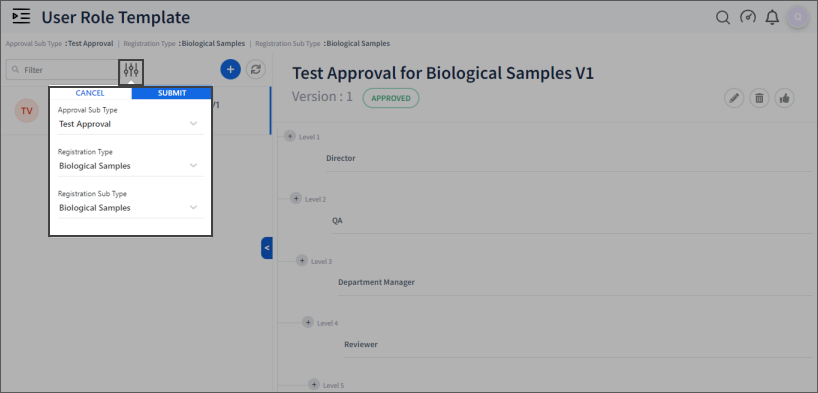 User Role Template
Q
Approval Sub Type : Test Approval | Registration Type : Biological Samples | Registration Sub Type : Biological Samples
Filter
CANCEL SUBMIT
TV
V1
Approval Sub Type
Test Approval
Registration Type
Biological Samples
Registration Sub Type
Biological Samples
<
Test Approval for Biological Samples V1
Version : 1 APPROVED
Level 1
Director
Level 2
QA
Level 3
Department Manager
Level 4
Reviewer
Level 5